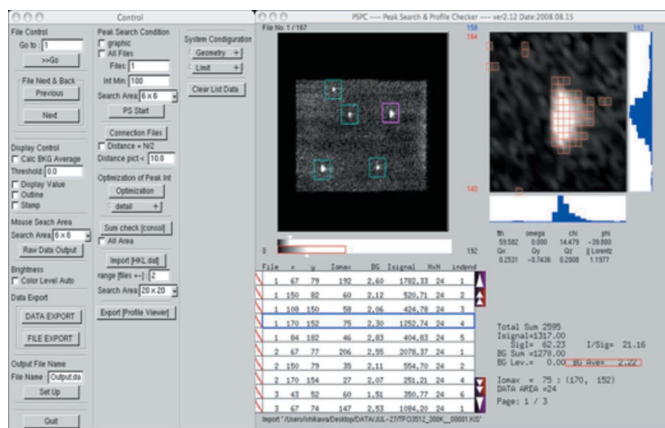 Control
File Control
Go to : 1
>>Go
File Next & Back
Previous
Next
Display Control
Calc BKG Average
Threshold 0.0
Display Value
Outline
Stamp
Mouse Seach Area
Search Area: 6 x 6
Raw Data Output
Brightness
Color Level Auto
Data Export
DATA EXPORT
FILE EXPORT
Output File Name
File Name : Output.da
Set Up
Quit
Peak Search Condition
graphic
All Files
Files: 1
Int Min: 100
Search Area: 6 x 6
PS Start
Connection Files
Distance = N/2
Distance pict < 10.0
Optimization of Peak Int
Optimization
detail +
Sum check [consol]
All Area
Import [HKL.dat]
range [files +-] : 2
Search Area: 20 x 20
Export [Profile Viewer]
System Condiguration
Geometry +
Limit +
Clear List Data
PSPC --- Peak Search & Profile Checker --- ver2.12 Date:2008.08.15
File No. 1 / 167
158
164
182
140
0
192
tth omega chi phi
59.582 0.000 14.479 -39.800
Qx Qy Qz || Lorentz
0.2531 -0.7436 0.2000 1.1977
File x y Iomax BG Isignal MxN indend
1 67 79 192 2.60 1782.33 24 1
1 150 82 60 2.12 520.71 24 2
1 108 150 58 2.06 424.78 24 3
1 170 152 75 2.30 1252.74 24 4
1 84 182 46 2.83 404.83 24 5
2 67 77 206 2.55 2078.37 24 1
2 150 79 35 2.11 554.70 24 2
2 170 154 27 2.07 251.21 24 4
3 43 52 60 1.51 350.77 24 6
3 67 74 147 2.53 1084.20 24
Total Sum 2595
Isignal=1317.00
SigI= 62.23 I/Sig= 21.16
BG Sum =1278.00
BG Lev.= 0.00 BG Ave= 2.22
Iomax = 75 : (170, 152)
DATA AREA =24
Page: 1 / 3